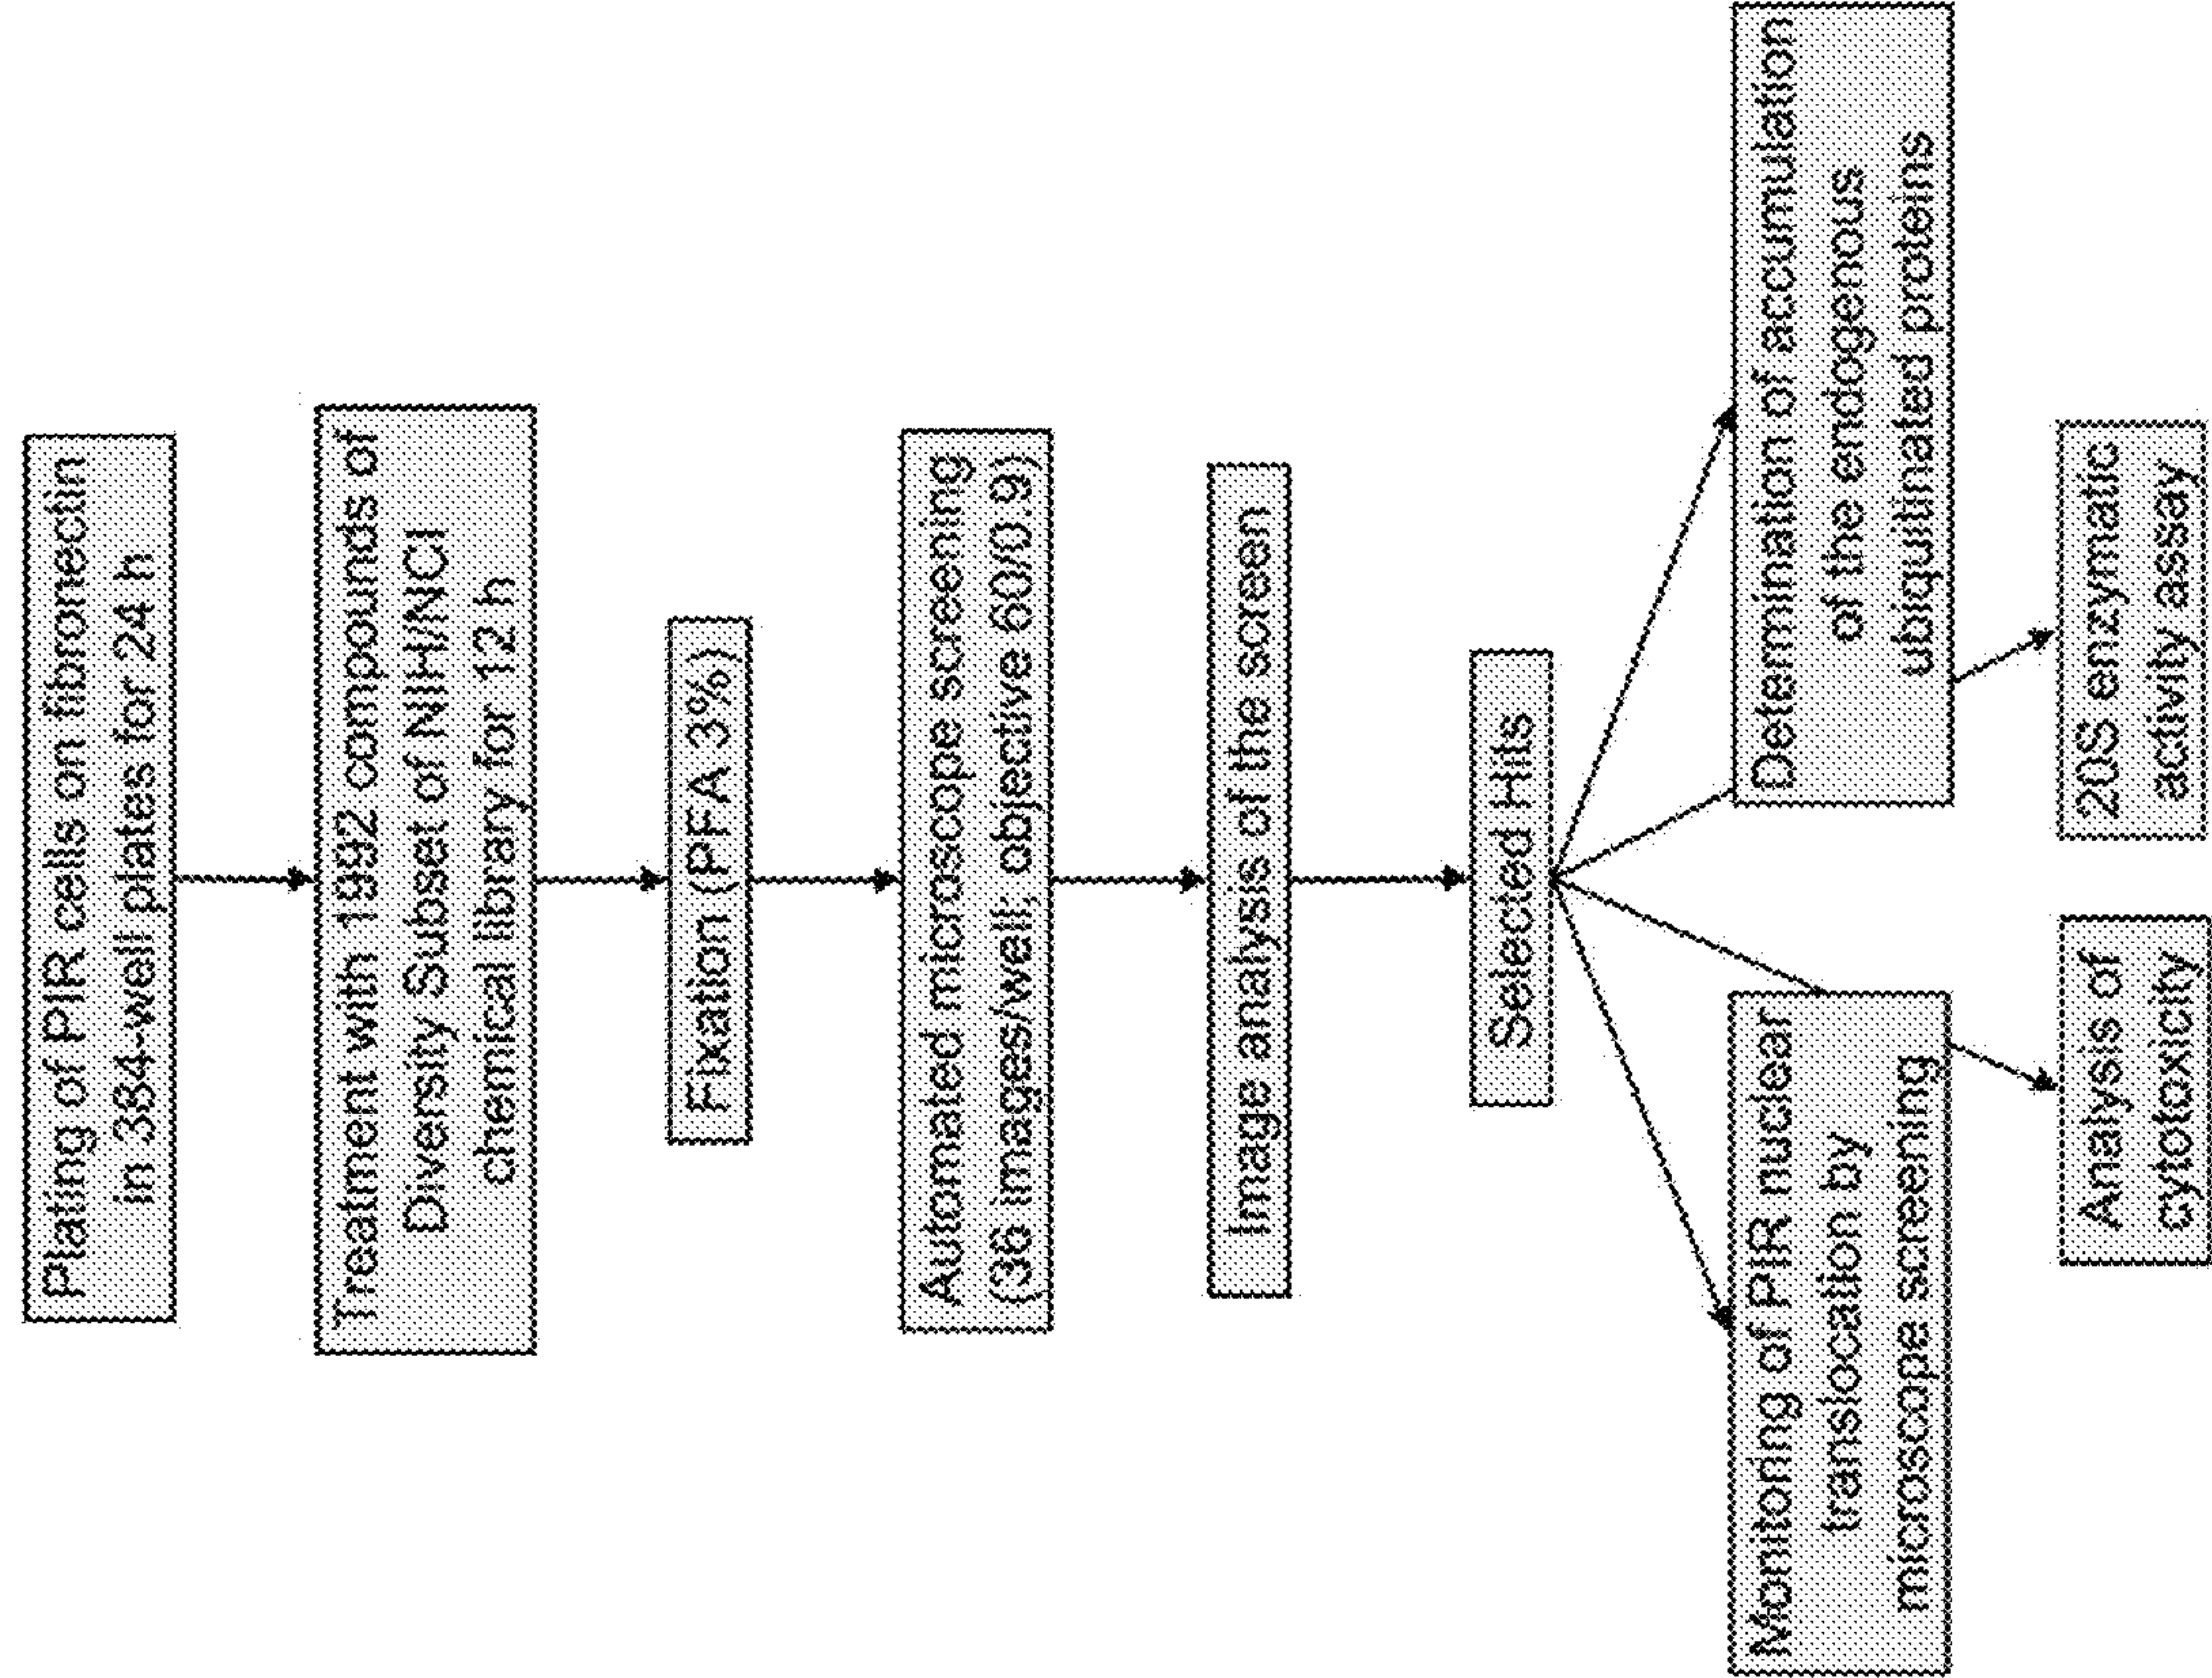 Plating of PIR cells on fibronectin
in 384-well plates for 24 h
Treatment with 1992 compounds of
Diversity Subset of NIH/NCI
chemical library for 12 h
Fixation (PFA 3%)
Automated microscope screening
(36 images/well; objective 60/0.9)
Image analysis of the screen
Selected Hits
Monitoring of PIR nuclear
translocation by
microscope screening
Determination of accumulation
of the endogenous
ubiquitinated proteins
Analysis of
cytotoxicity
20S enzymatic
activity assay